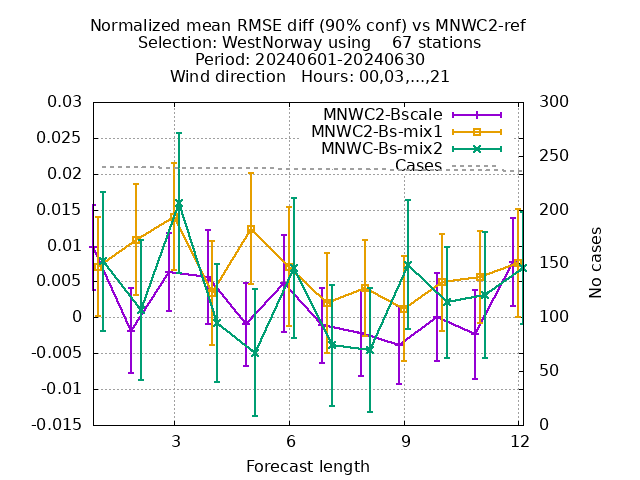 Normalized mean RMSE diff (90% conf) vs MNWC2-ref
Selection: WestNorway using    67 stations
Period: 20240601-20240630
Wind direction   Hours: 00,03,...,21
0.03
0.025
0.02
0.015
0.01
0.005
0
-0.005
-0.01
-0.015
MNWC2-Bscale
MNWC2-Bs-mix1
MNWC-Bs-mix2
Cases
300
250
200
150
100
50
0
No cases
3 6 9 12
Forecast length